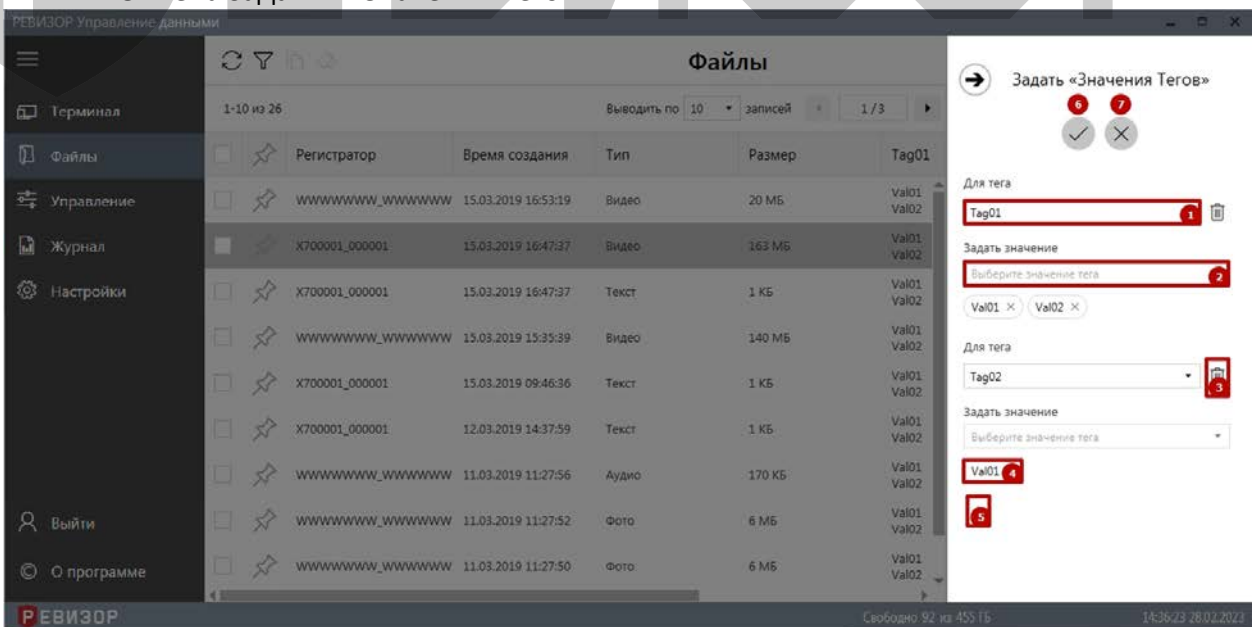 РЕВИЗОР Управление данными
Файлы
Задать «Значения Тегов»
6 7
Терминал
Файлы
Управление
Журнал
Настройки
Выйти
О программе
1-10 из 26 Выводить по 10 записей 1/3
Регистратор Время создания Тип Размер Tag01
WWWWWWW_WWWWWW 15.03.2019 16:53:19 Видео 20 МБ Val01
Val02
X700001_000001 15.03.2019 16:47:37 Видео 163 МБ Val01
Val02
X700001_000001 15.03.2019 16:47:37 Текст 1 КБ Val01
Val02
WWWWWWW_WWWWWW 15.03.2019 15:35:39 Видео 140 МБ Val01
Val02
X700001_000001 15.03.2019 09:46:36 Текст 1 КБ Val01
Val02
X700001_000001 12.03.2019 14:37:59 Текст 1 КБ Val01
Val02
WWWWWWW_WWWWWW 11.03.2019 11:27:56 Аудио 170 КБ Val01
Val02
WWWWWWW_WWWWWW 11.03.2019 11:27:52 Фото 6 МБ Val01
Val02
WWWWWWW_WWWWWW 11.03.2019 11:27:50 Фото 6 МБ Val01
Val02
Для тега
Tag01 1
Задать значение
Выберите значение тега 2
Val01 × Val02 ×
Для тега
Tag02 3
Задать значение
Выберите значение тега
Val01 4
5
РЕВИЗОР Свободно 92 из 455 ГБ 14:36:23 28.02.2023